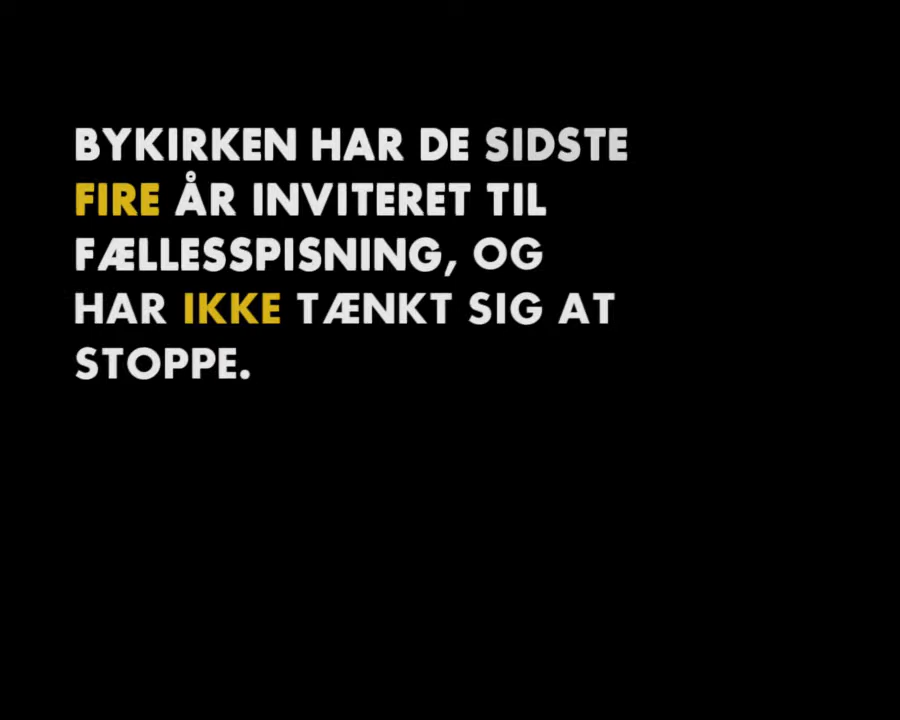 BYKIRKEN HAR DE SIDSTE
FIRE ÅR INVITERET TIL
FÆLLESSPISNING, OG
HAR IKKE TÆNKT SIG AT
STOPPE.